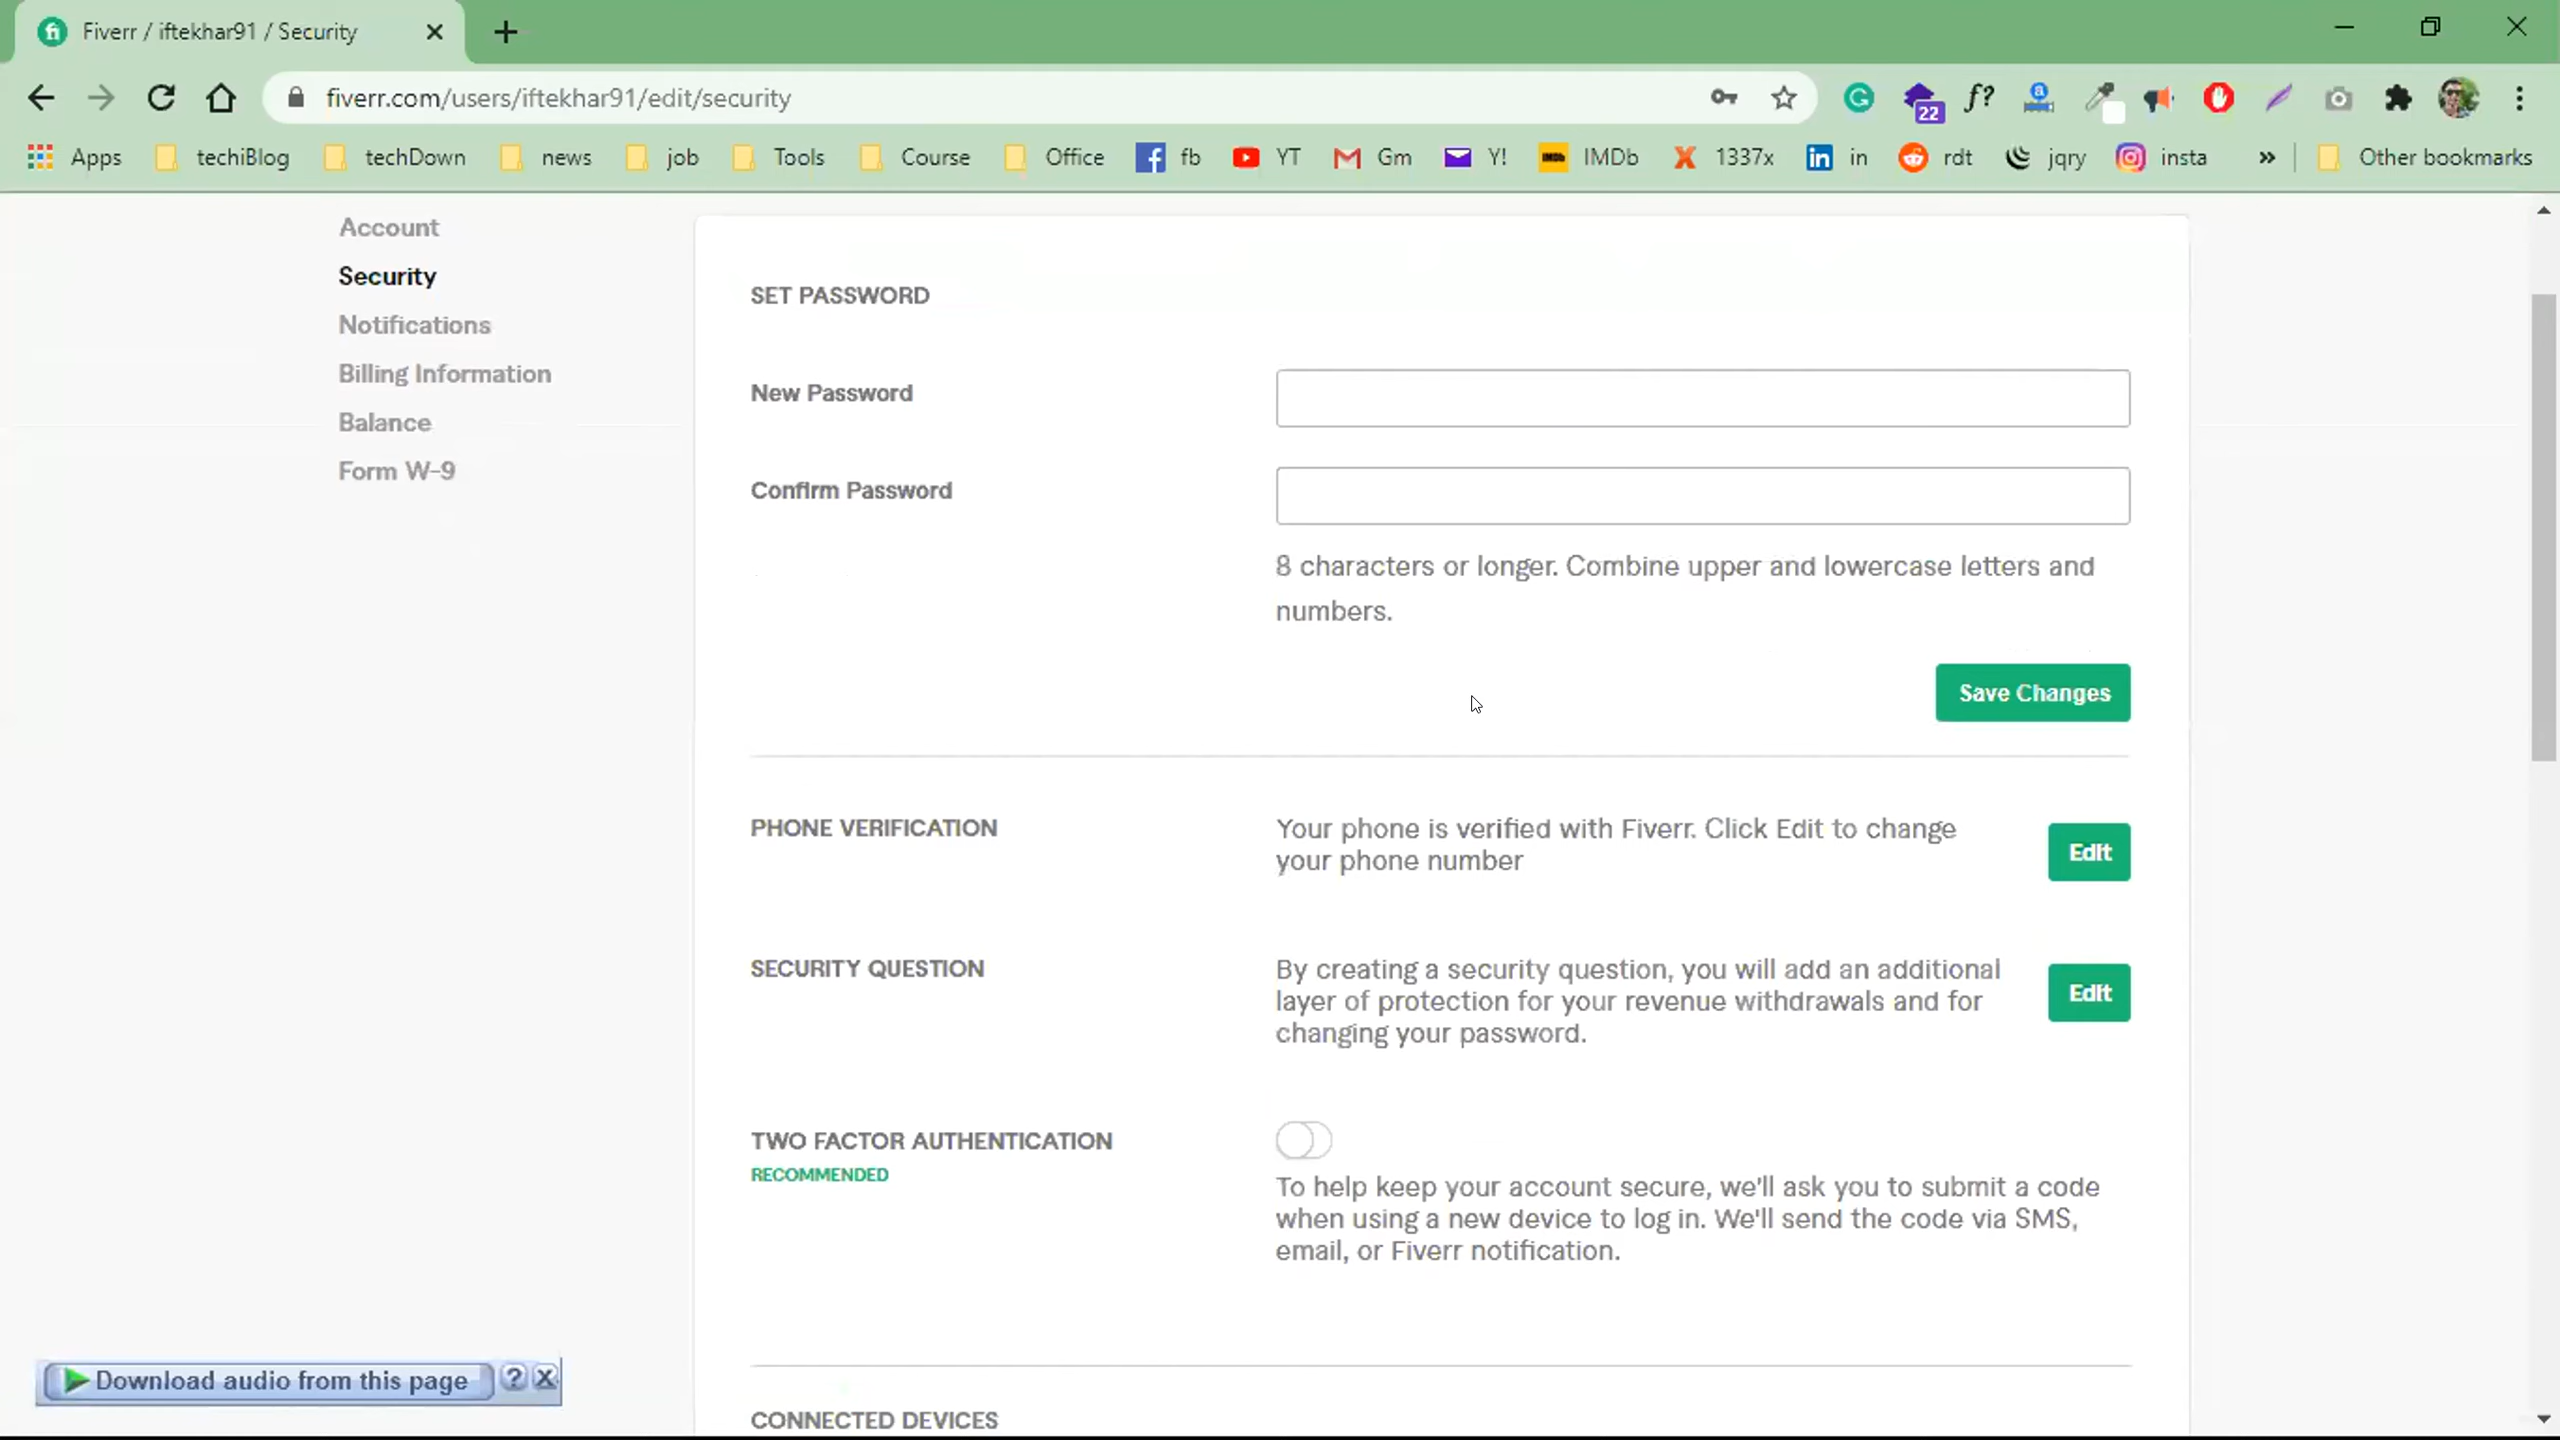 Fiverr / iftekhar91 / Security
fiverr.com/users/iftekhar91/edit/security
22
f?
Apps techiBlog techDown news job Tools Course Office fb YT Gm Y! IMDb 1337x in rdt jqry insta » Other bookmarks
Account
Security
Notifications
Billing Information
Balance
Form W-9
SET PASSWORD
New Password
Confirm Password
8 characters or longer. Combine upper and lowercase letters and
numbers.
Save Changes
PHONE VERIFICATION
Your phone is verified with Fiverr. Click Edit to change
your phone number
Edit
SECURITY QUESTION
By creating a security question, you will add an additional
layer of protection for your revenue withdrawals and for
changing your password.
Edit
TWO FACTOR AUTHENTICATION
RECOMMENDED
To help keep your account secure, we'll ask you to submit a code
when using a new device to log in. We'll send the code via SMS,
email, or Fiverr notification.
Download audio from this page ? X
CONNECTED DEVICES